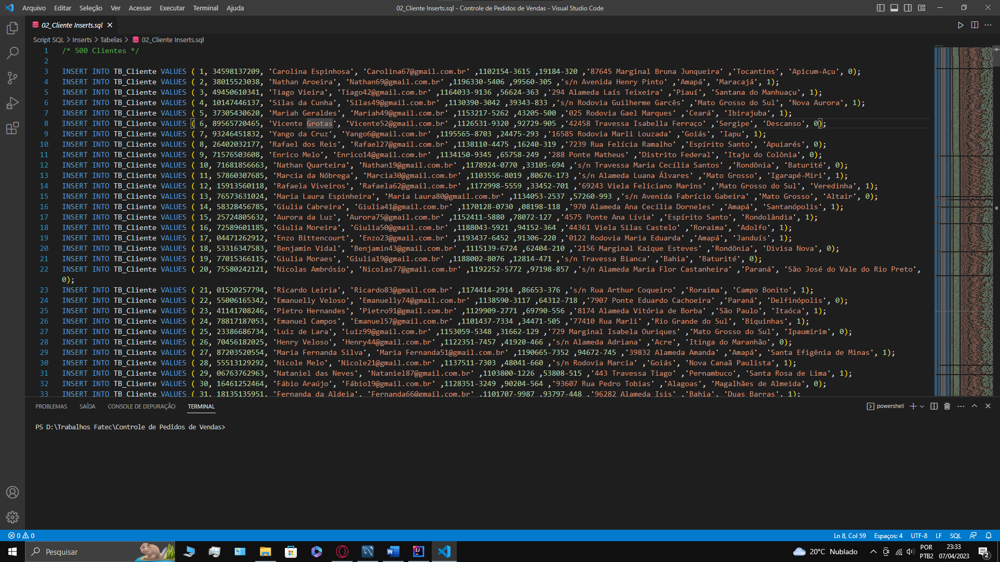 Arquivo Editar Seleção Ver Acessar Executar Terminal Ajuda
02_Cliente Inserts.sql - Controle de Pedidos de Vendas - Visual Studio Code
02_Cliente Inserts.sql
Script SQL > Inserts > Tabelas > 02_Cliente Inserts.sql
1 /* 500 Clientes */
2
3 INSERT INTO TB_Cliente VALUES ( 1, 34598137209, 'Carolina Espinhosa', 'Carolina67@gmail.com.br' ,1102154-3615 ,19184-320 ,'87645 Marginal Bruna Junqueira' ,'Tocantins', 'Apicum-Açu', 0);
4 INSERT INTO TB_Cliente VALUES ( 2, 38015523038, 'Nathan Aroeira', 'Nathan69@gmail.com.br' ,1196330-5406 ,99560-305 ,'s/n Avenida Henry Pinto' ,'Amapá', 'Maracajá', 1);
5 INSERT INTO TB_Cliente VALUES ( 3, 49450610341, 'Tiago Vieira', 'Tiago42@gmail.com.br' ,1164033-9136 ,56624-363 ,'294 Alameda Laís Teixeira' ,'Piauí', 'Santana do Manhuaçu', 1);
6 INSERT INTO TB_Cliente VALUES ( 4, 10147446137, 'Silas da Cunha', 'Silas49@gmail.com.br' ,1130390-3042 ,39343-833 ,'s/n Rodovia Guilherme Garcês' ,'Mato Grosso do Sul', 'Nova Aurora', 1);
7 INSERT INTO TB_Cliente VALUES ( 5, 37305430620, 'Mariah Geraldes', 'Mariah49@gmail.com.br' ,1153217-5262 ,43205-500 ,'025 Rodovia Gael Marques' ,'Ceará', 'Ibirajuba', 1);
8 INSERT INTO TB_Cliente VALUES ( 6, 89565720465, 'Vicente Grotas', 'Vicente52@gmail.com.br' ,1126531-9320 ,92729-905 ,'42458 Travessa Isabella Ferraço' ,'Sergipe', 'Descanso', 0);
9 INSERT INTO TB_Cliente VALUES ( 7, 93246451832, 'Yango da Cruz', 'Yango6@gmail.com.br' ,1195565-8703 ,24475-293 ,'16585 Rodovia Marli Louzada' ,'Goiás', 'Iapu', 1);
10 INSERT INTO TB_Cliente VALUES ( 8, 26402032177, 'Rafael dos Reis', 'Rafael27@gmail.com.br' ,1138110-4475 ,16240-319 ,'7239 Rua Felícia Ramalho' ,'Espírito Santo', 'Apuiarés', 0);
11 INSERT INTO TB_Cliente VALUES ( 9, 71576503608, 'Enrico Melo', 'Enrico14@gmail.com.br' ,1134150-9345 ,65758-249 ,'288 Ponte Matheus' ,'Distrito Federal', 'Itaju do Colônia', 0);
12 INSERT INTO TB_Cliente VALUES ( 10, 71681856663, 'Nathan Quarteira', 'Nathan19@gmail.com.br' ,1178924-0770 ,33105-694 ,'s/n Travessa Maria Cecília Santos' ,'Rondônia', 'Baturité', 0);
13 INSERT INTO TB_Cliente VALUES ( 11, 57860307685, 'Marcia da Nóbrega', 'Marcia30@gmail.com.br' ,1103556-8019 ,80676-173 ,'s/n Alameda Luana Álvares' ,'Mato Grosso', 'Igarapé-Miri', 1);
14 INSERT INTO TB_Cliente VALUES ( 12, 15913560118, 'Rafaela Viveiros', 'Rafaela62@gmail.com.br' ,1172998-5559 ,33452-701 ,'69243 Viela Feliciano Marins' ,'Mato Grosso do Sul', 'Veredinha', 1);
15 INSERT INTO TB_Cliente VALUES ( 13, 76573631024, 'Maria Laura Espinheira', 'Maria Laura80@gmail.com.br' ,1134053-2537 ,57260-993 ,'s/n Avenida Fabrício Gabeira' ,'Mato Grosso', 'Altair', 0);
16 INSERT INTO TB_Cliente VALUES ( 14, 58328456785, 'Giulia Cabreira', 'Giulia41@gmail.com.br' ,1170128-0730 ,08198-118 ,'970 Alameda Ana Cecília Dorneles' ,'Amapá', 'Santanópolis', 1);
17 INSERT INTO TB_Cliente VALUES ( 15, 25724805632, 'Aurora da Luz', 'Aurora75@gmail.com.br' ,1152411-5880 ,78072-127 ,'4575 Ponte Ana Lívia' ,'Espírito Santo', 'Rondolândia', 1);
18 INSERT INTO TB_Cliente VALUES ( 16, 72589601185, 'Giulia Moreira', 'Giulia50@gmail.com.br' ,1188043-5921 ,94152-364 ,'44361 Viela Silas Castelo' ,'Roraima', 'Adolfo', 1);
19 INSERT INTO TB_Cliente VALUES ( 17, 04471262912, 'Enzo Bittencourt', 'Enzo23@gmail.com.br' ,1193437-6452 ,91306-220 ,'0122 Rodovia Maria Eduarda' ,'Amapá', 'Janduís', 1);
20 INSERT INTO TB_Cliente VALUES ( 18, 53316347583, 'Benjamin Vidal', 'Benjamin43@gmail.com.br' ,1115139-6724 ,62404-210 ,'2156 Marginal Kaique Esteves' ,'Rondônia', 'Divisa Nova', 0);
21 INSERT INTO TB_Cliente VALUES ( 19, 77015366115, 'Giulia Moraes', 'Giulia19@gmail.com.br' ,1188002-8076 ,12814-471 ,'s/n Travessa Bianca' ,'Bahia', 'Baturité', 0);
22 INSERT INTO TB_Cliente VALUES ( 20, 75580242121, 'Nicolas Ambrósio', 'Nicolas77@gmail.com.br' ,1192252-5772 ,97198-857 ,'s/n Alameda Maria Flor Castanheira' ,'Paraná', 'São José do Vale do Rio Preto',
0);
23 INSERT INTO TB_Cliente VALUES ( 21, 01520257794, 'Ricardo Leiria', 'Ricardo83@gmail.com.br' ,1174414-2914 ,86653-376 ,'s/n Rua Arthur Coqueiro' ,'Roraima', 'Campo Bonito', 1);
24 INSERT INTO TB_Cliente VALUES ( 22, 55006165342, 'Emanuelly Veloso', 'Emanuelly74@gmail.com.br' ,1138590-3117 ,64312-718 ,'7907 Ponte Eduardo Cachoeira' ,'Paraná', 'Delfinópolis', 0);
25 INSERT INTO TB_Cliente VALUES ( 23, 41141708246, 'Pietro Hernandes', 'Pietro91@gmail.com.br' ,1129909-2771 ,69790-556 ,'8174 Alameda Vitória de Borba' ,'São Paulo', 'Itaóca', 1);
26 INSERT INTO TB_Cliente VALUES ( 24, 78817187053, 'Emanuel Campos', 'Emanuel57@gmail.com.br' ,1101437-7334 ,34471-505 ,'77410 Rua Marli' ,'Rio Grande do Sul', 'Biquinhas', 1);
27 INSERT INTO TB_Cliente VALUES ( 25, 23386686734, 'Luiz de Lara', 'Luiz99@gmail.com.br' ,1153059-5348 ,31662-129 ,'729 Marginal Isabela Ouriques' ,'Mato Grosso do Sul', 'Ipaumirim', 0);
28 INSERT INTO TB_Cliente VALUES ( 26, 70456182025, 'Henry Veloso', 'Henry44@gmail.com.br' ,1122351-7457 ,41920-466 ,'s/n Alameda Adriana' ,'Acre', 'Itinga do Maranhão', 0);
29 INSERT INTO TB_Cliente VALUES ( 27, 87203520554, 'Maria Fernanda Silva', 'Maria Fernanda51@gmail.com.br' ,1190665-7352 ,94672-745 ,'39832 Alameda Amanda' ,'Amapá', 'Santa Efigênia de Minas', 1);
30 INSERT INTO TB_Cliente VALUES ( 28, 55513129292, 'Nicole Melo', 'Nicole21@gmail.com.br' ,1137511-7303 ,48041-660 ,'s/n Rodovia Marcia' ,'Goiás', 'Nova Canaã Paulista', 1);
31 INSERT INTO TB_Cliente VALUES ( 29, 06763762963, 'Nataniel das Neves', 'Nataniel87@gmail.com.br' ,1103800-1226 ,53808-515 ,'443 Travessa Tiago' ,'Pernambuco', 'Santa Rosa de Lima', 1);
32 INSERT INTO TB_Cliente VALUES ( 30, 16461252464, 'Fábio Araújo', 'Fábio19@gmail.com.br' ,1128351-3249 ,90204-564 ,'93607 Rua Pedro Tobias' ,'Alagoas', 'Magalhães de Almeida', 0);
33 INSERT INTO TB_Cliente VALUES ( 31, 18135135951, 'Fernanda da Aldeia', 'Fernanda66@gmail.com.br' ,1101707-9987 ,93797-448 ,'96282 Alameda Isis' ,'Bahia', 'Duas Barras', 1);
PROBLEMAS SAÍDA CONSOLE DE DEPURAÇÃO TERMINAL
powershell
PS D:\Trabalhos Fatec\Controle de Pedidos de Vendas>
0 0
Ln 8, Col 59 Espaços: 4 UTF-8 LF SQL
Pesquisar
20°C Nublado
POR
PTB2
23:33
07/04/2023
2